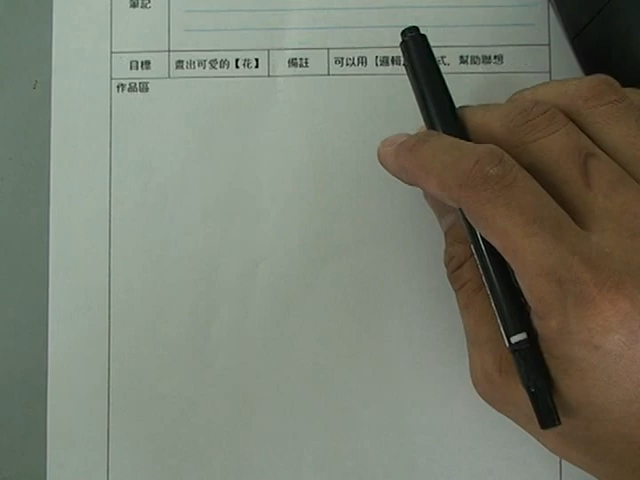 筆記
目標 畫出可愛的【花】 備註 可以用【邏輯 式，幫助聯想
作品區